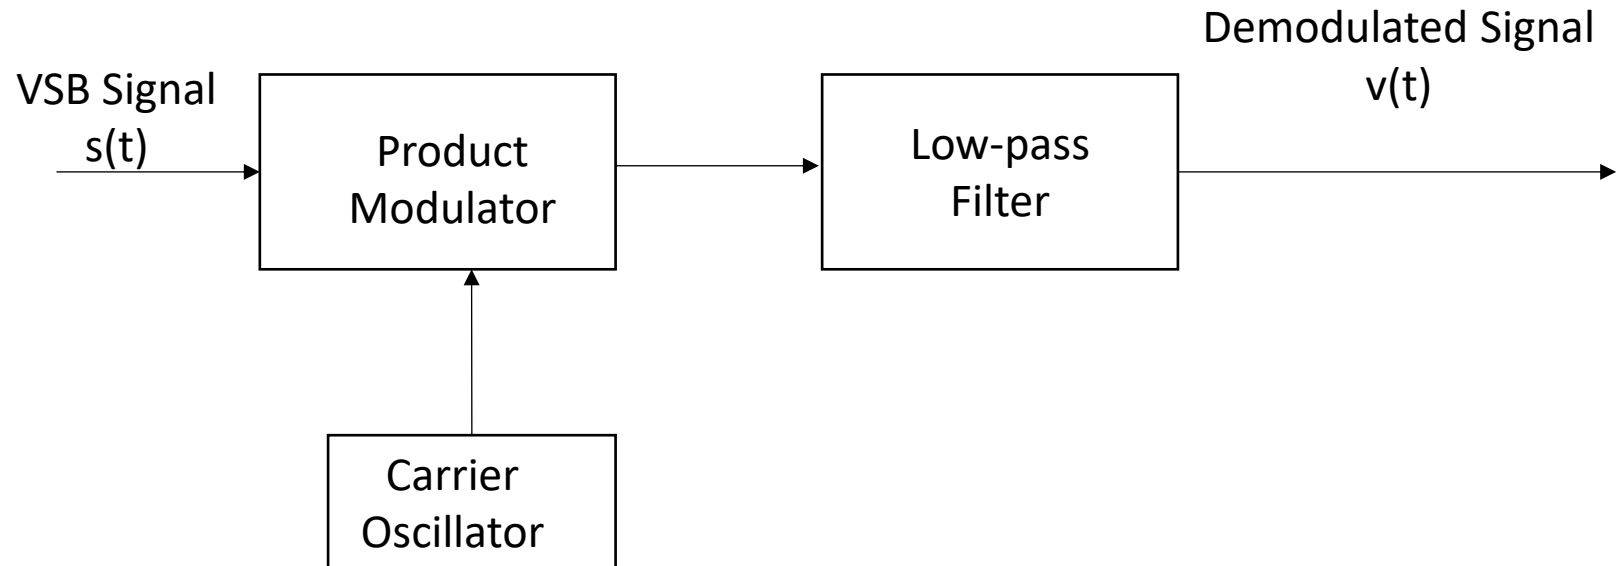 VSB Signal
s(t)
Product
Modulator
Low-pass
Filter
Demodulated Signal
v(t)
Carrier
Oscillator